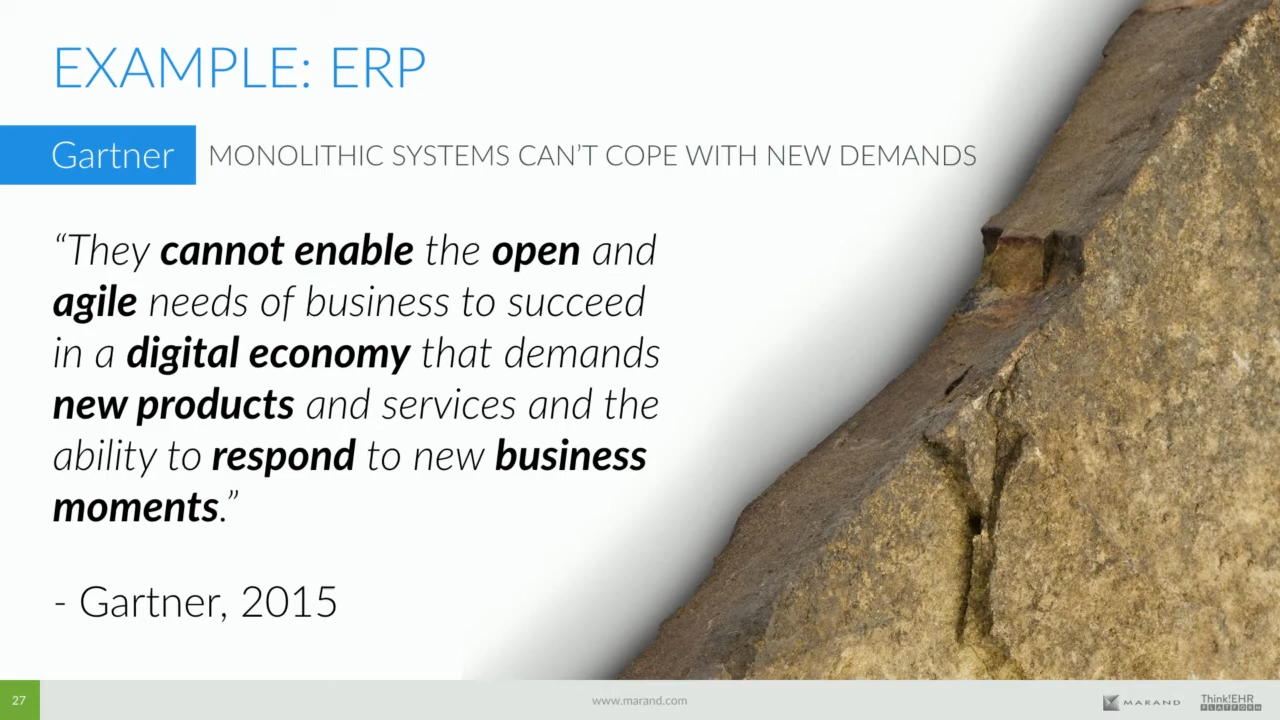 EXAMPLE: ERP
Gartner
MONOLITHIC SYSTEMS CAN’T COPE WITH NEW DEMANDS
“They cannot enable the open and
agile needs of business to succeed
in a digital economy that demands
new products and services and the
ability to respond to new business
moments.”
- Gartner, 2015
27
www.marand.com
MARAND
Think!EHR
PLATFORM